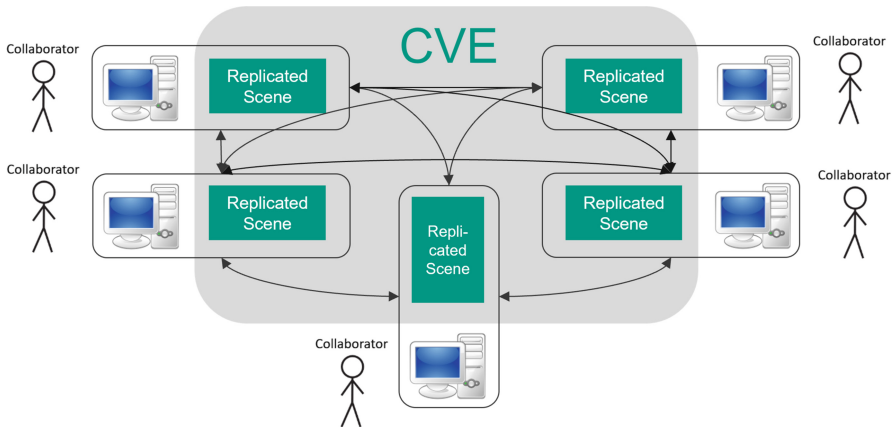 CVE
Collaborator
Replicated
Scene
Replicated
Scene
Collaborator
Collaborator
Replicated
Scene
Replicated
Scene
Collaborator
Repli-
cated
Scene
Collaborator